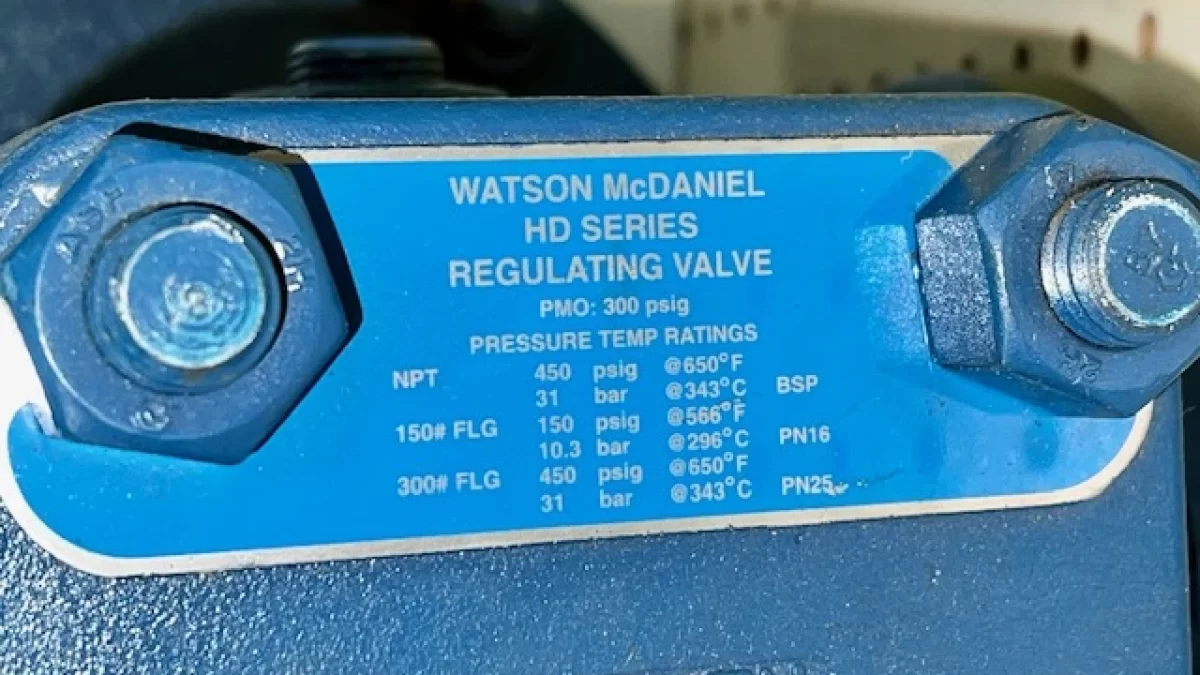 WATSON McDANIEL
HD SERIES
REGULATING VALVE
PMO: 300 psig
PRESSURE TEMP RATINGS
NPT 450 psig @650°F
31 bar @343°C BSP
150# FLG 150 psig @566°F
10.3 bar @296°C PN16
300# FLG 450 psig @650°F
31 bar @343°C PN25